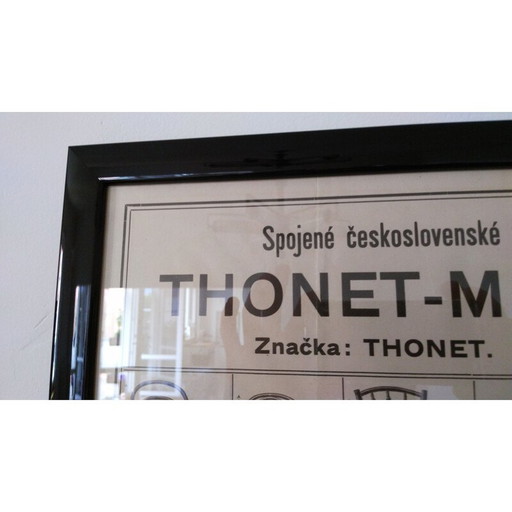 Spojené československé
THONET-M
Značka: THONET.